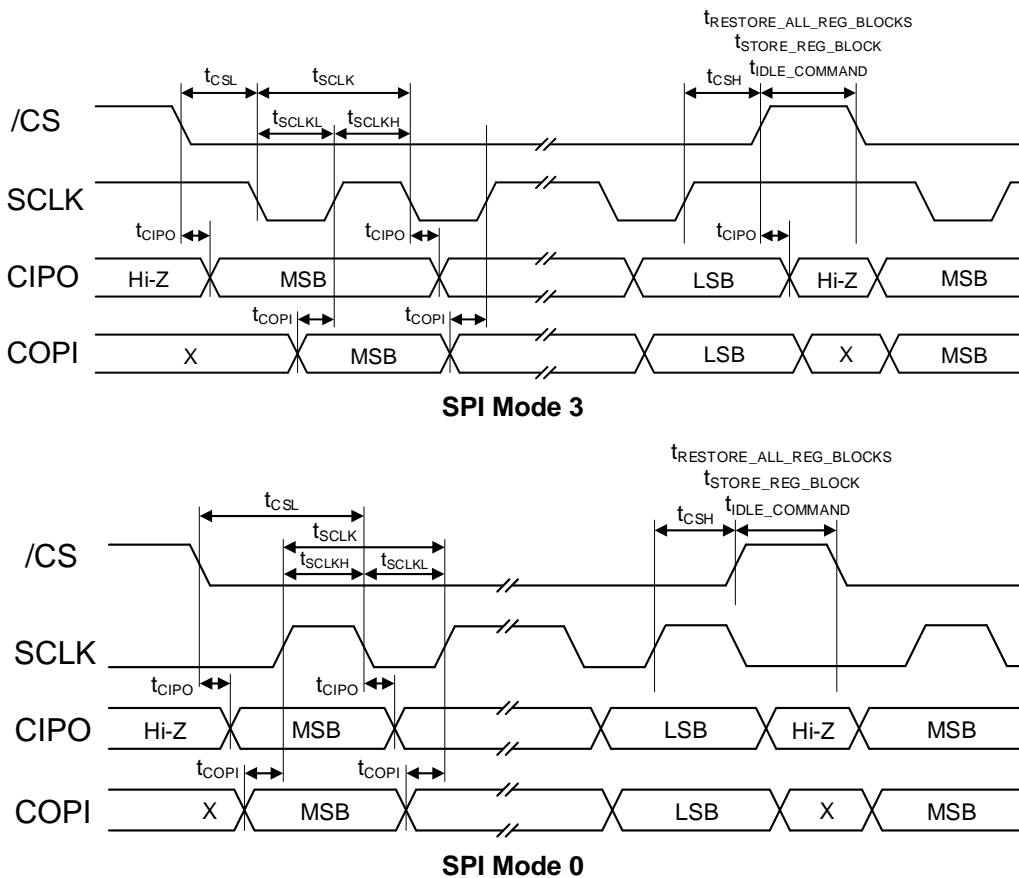 tRESTORE_ALL_REG_BLOCKS
tSTORE_REG_BLOCK
tCSL tSCLK tCSH tIDLE_COMMAND
/CS
tSCLKL tSCLKH
SCLK
tCIPO tCIPO tCIPO
CIPO Hi-Z MSB LSB Hi-Z MSB
tCOPI tCOPI
COPI X MSB LSB X MSB
SPI Mode 3
tRESTORE_ALL_REG_BLOCKS
tSTORE_REG_BLOCK
tCSL tCSH tIDLE_COMMAND
tSCLK
/CS
tSCLKH tSCLKL
SCLK
tCIPO tCIPO
CIPO Hi-Z MSB LSB Hi-Z MSB
tCOPI tCOPI
COPI X MSB LSB X MSB
SPI Mode 0